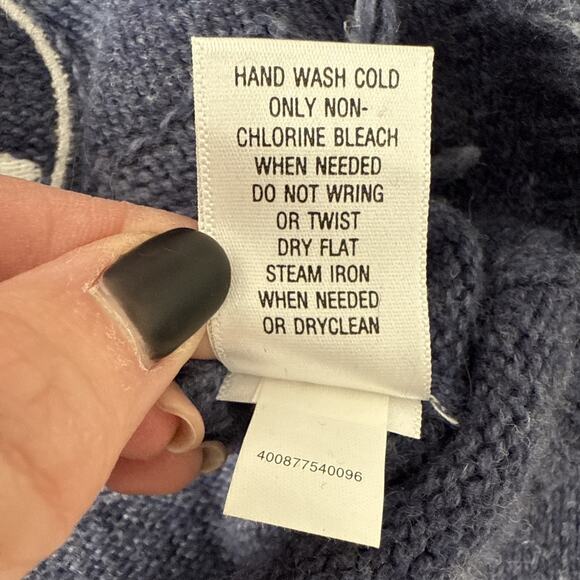 HAND WASH COLD
ONLY NON-
CHLORINE BLEACH
WHEN NEEDED
DO NOT WRING
OR TWIST
DRY FLAT
STEAM IRON
WHEN NEEDED
OR DRYCLEAN
400877540096